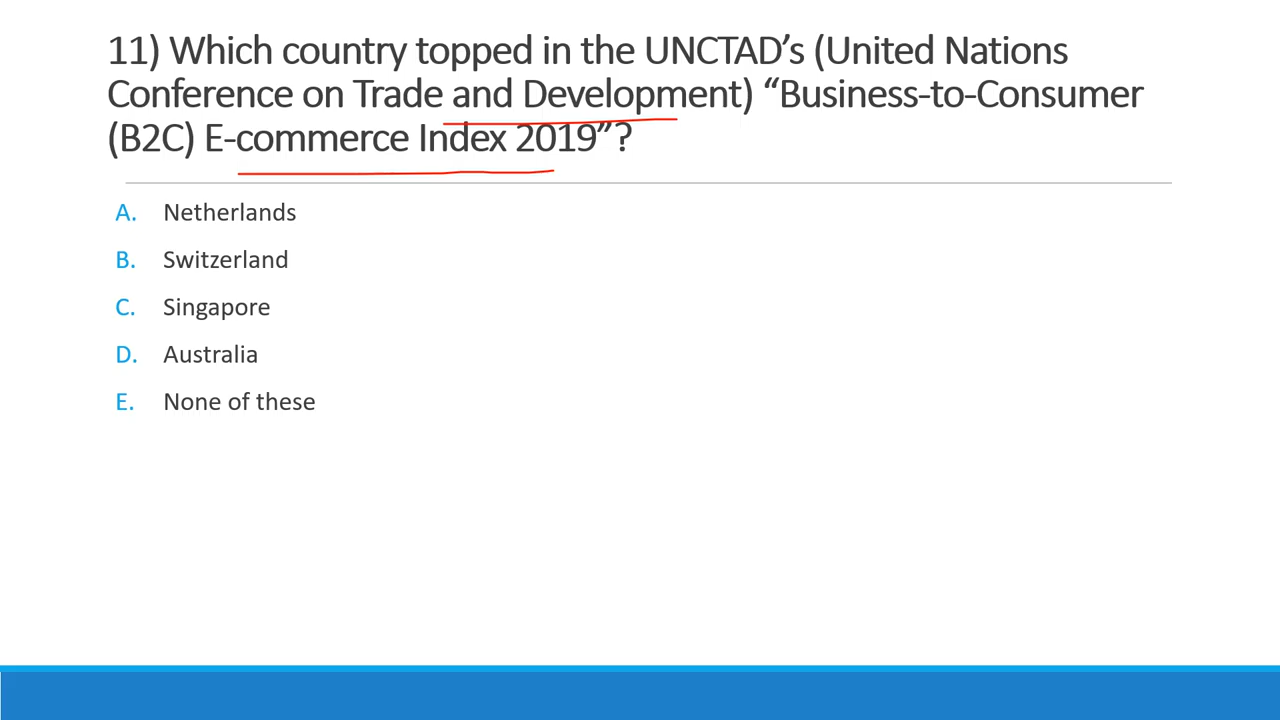 11) Which country topped in the UNCTAD’s (United Nations
Conference on Trade and Development) “Business-to-Consumer
(B2C) E-commerce Index 2019”?
A. Netherlands
B. Switzerland
C. Singapore
D. Australia
E. None of these